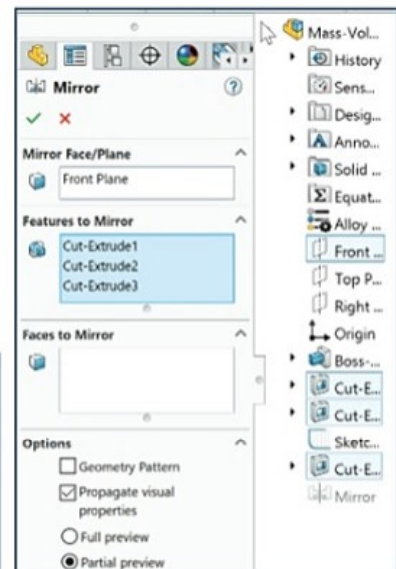 Mirror
Mirror Face/Plane
Front Plane
Features to Mirror
Cut-Extrude1
Cut-Extrude2
Cut-Extrude3
Faces to Mirror
Options
Geometry Pattern
Propagate visual
properties
Full preview
Partial preview
Mass-Vol...
History
Sens...
Desig...
Anno...
Solid ...
Equat...
Alloy ...
Front ...
Top P...
Right ...
Origin
Boss-...
Cut-E...
Cut-E...
Sketc...
Cut-E...
Mirror